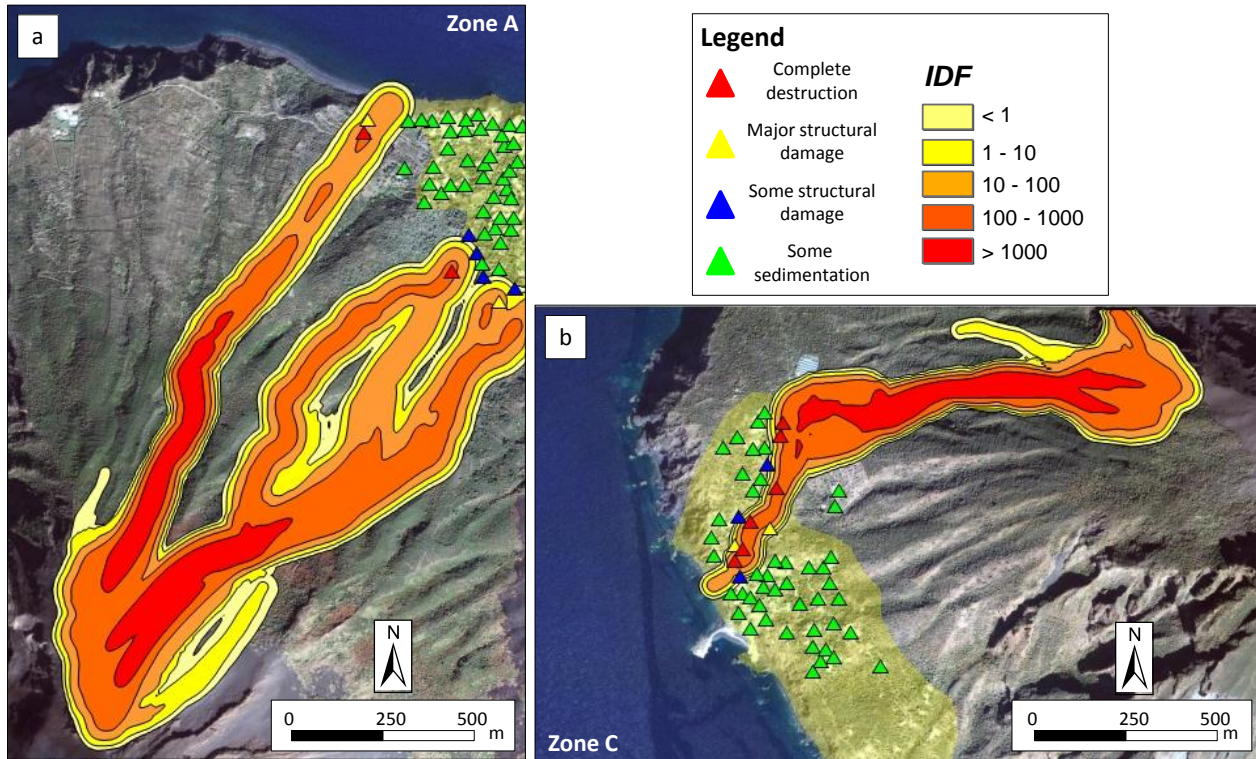 a
Zone A
Legend
Complete
destruction
Major structural
damage
Some structural
damage
Some
sedimentation
IDF
< 1
1 - 10
10 - 100
100 - 1000
> 1000
N
0 250 500
m
b
N
0 250 500
m
Zone C